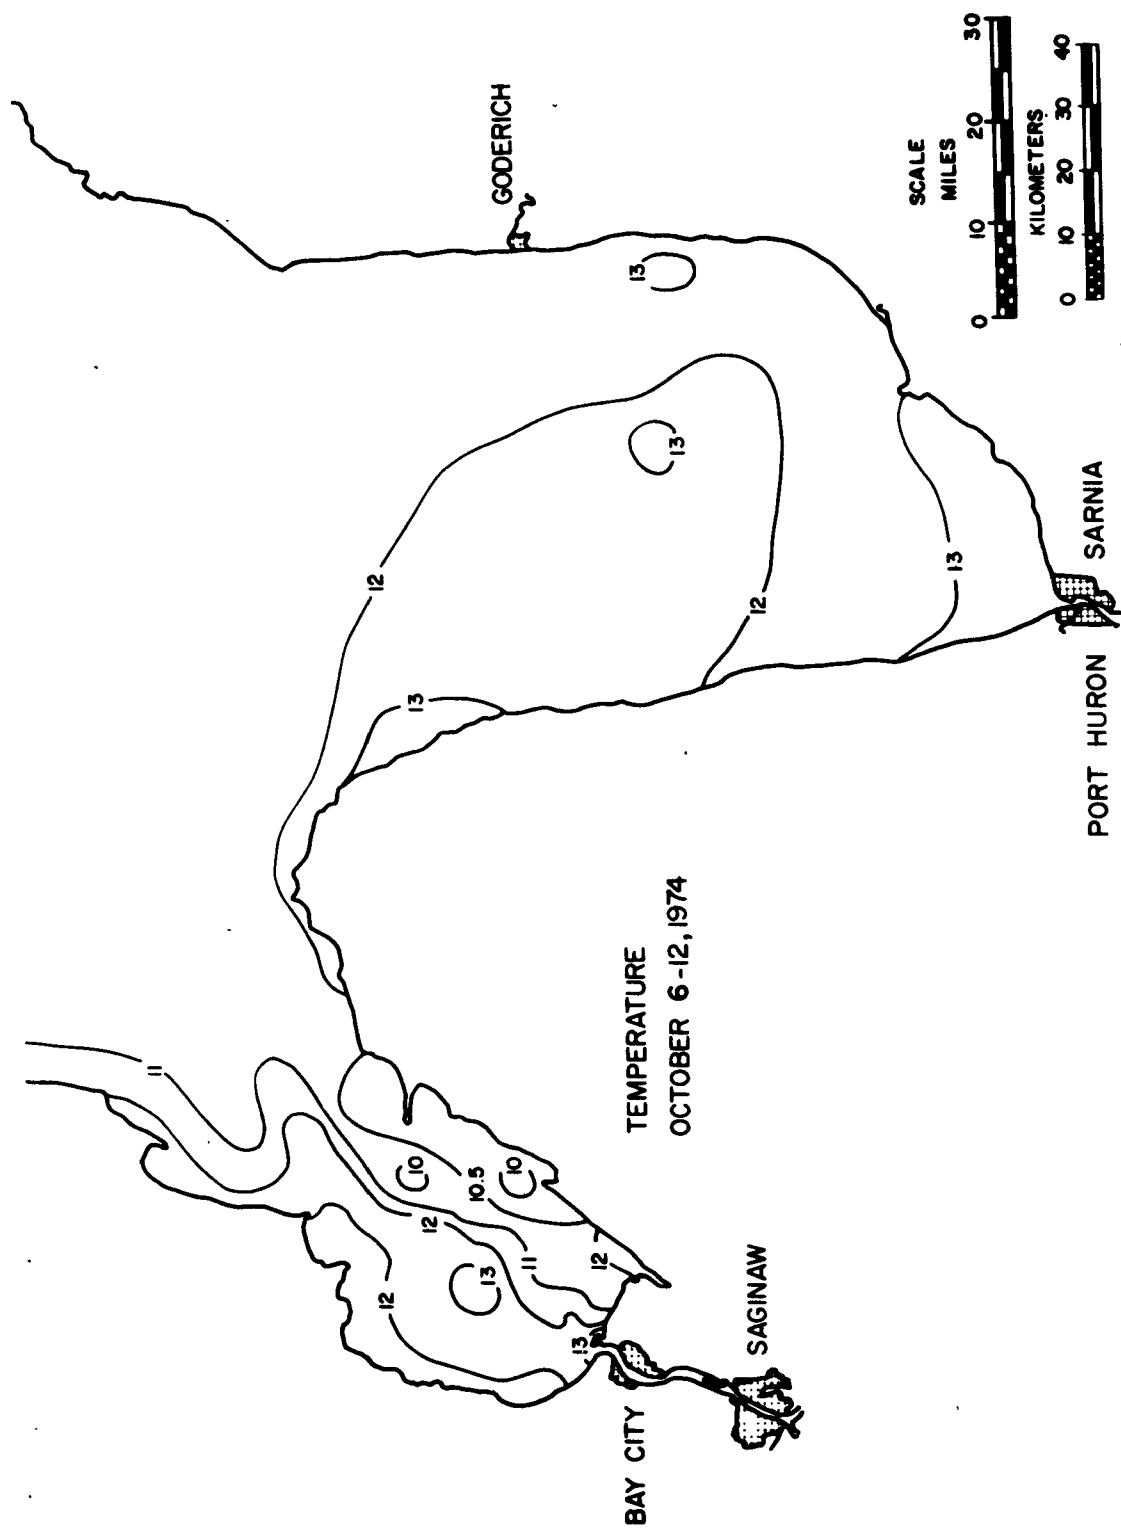 GODERICH
SCALE
MILES
0 10 20 30
KILOMETERS
0 10 20 30 40
13
13
12
12
13
13
SARNIA
PORT HURON
TEMPERATURE
OCTOBER 6-12, 1974
11
10
10.5
10
12
11
12
13
12
13
SAGINAW
BAY CITY